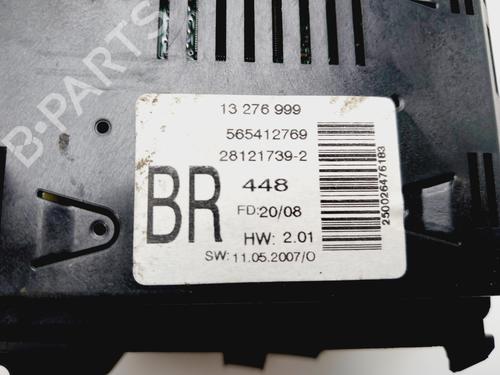 B-PARTS
13 276 999
565412769
28121739-2
BR
448
FD:20/08
HW: 2.01
SW: 11.05.2007/O
250026476183